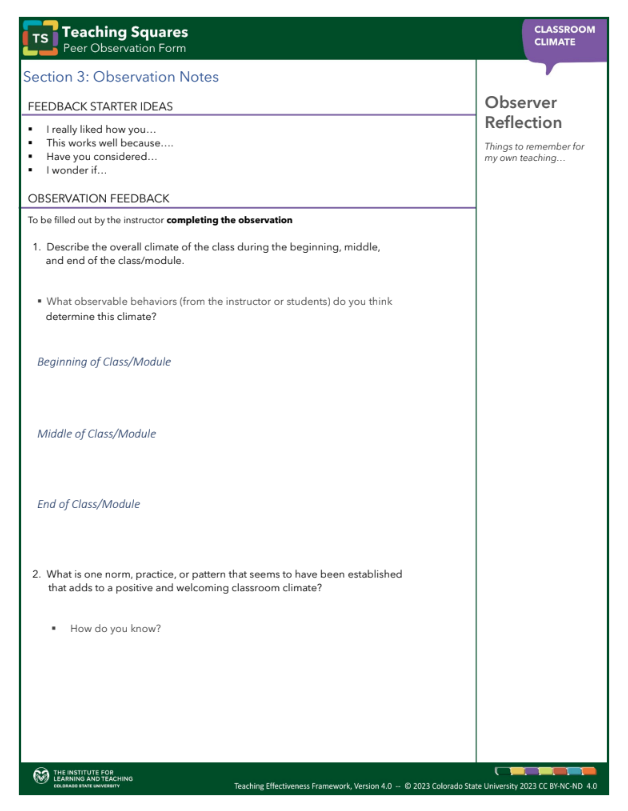 TS
Teaching Squares
Peer Observation Form
CLASSROOM
CLIMATE
Section 3: Observation Notes
FEEDBACK STARTER IDEAS
▪ I really liked how you…
▪ This works well because….
▪ Have you considered…
▪ I wonder if…
OBSERVATION FEEDBACK
To be filled out by the instructor completing the observation
1. Describe the overall climate of the class during the beginning, middle,
and end of the class/module.
▪ What observable behaviors (from the instructor or students) do you think
determine this climate?
Beginning of Class/Module
Middle of Class/Module
End of Class/Module
2. What is one norm, practice, or pattern that seems to have been established
that adds to a positive and welcoming classroom climate?
▪ How do you know?
Observer
Reflection
Things to remember for
my own teaching…
THE INSTITUTE FOR
LEARNING AND TEACHING
COLORADO STATE UNIVERSITY
Teaching Effectiveness Framework, Version 4.0 -- © 2023 Colorado State University 2023 CC BY-NC-ND 4.0